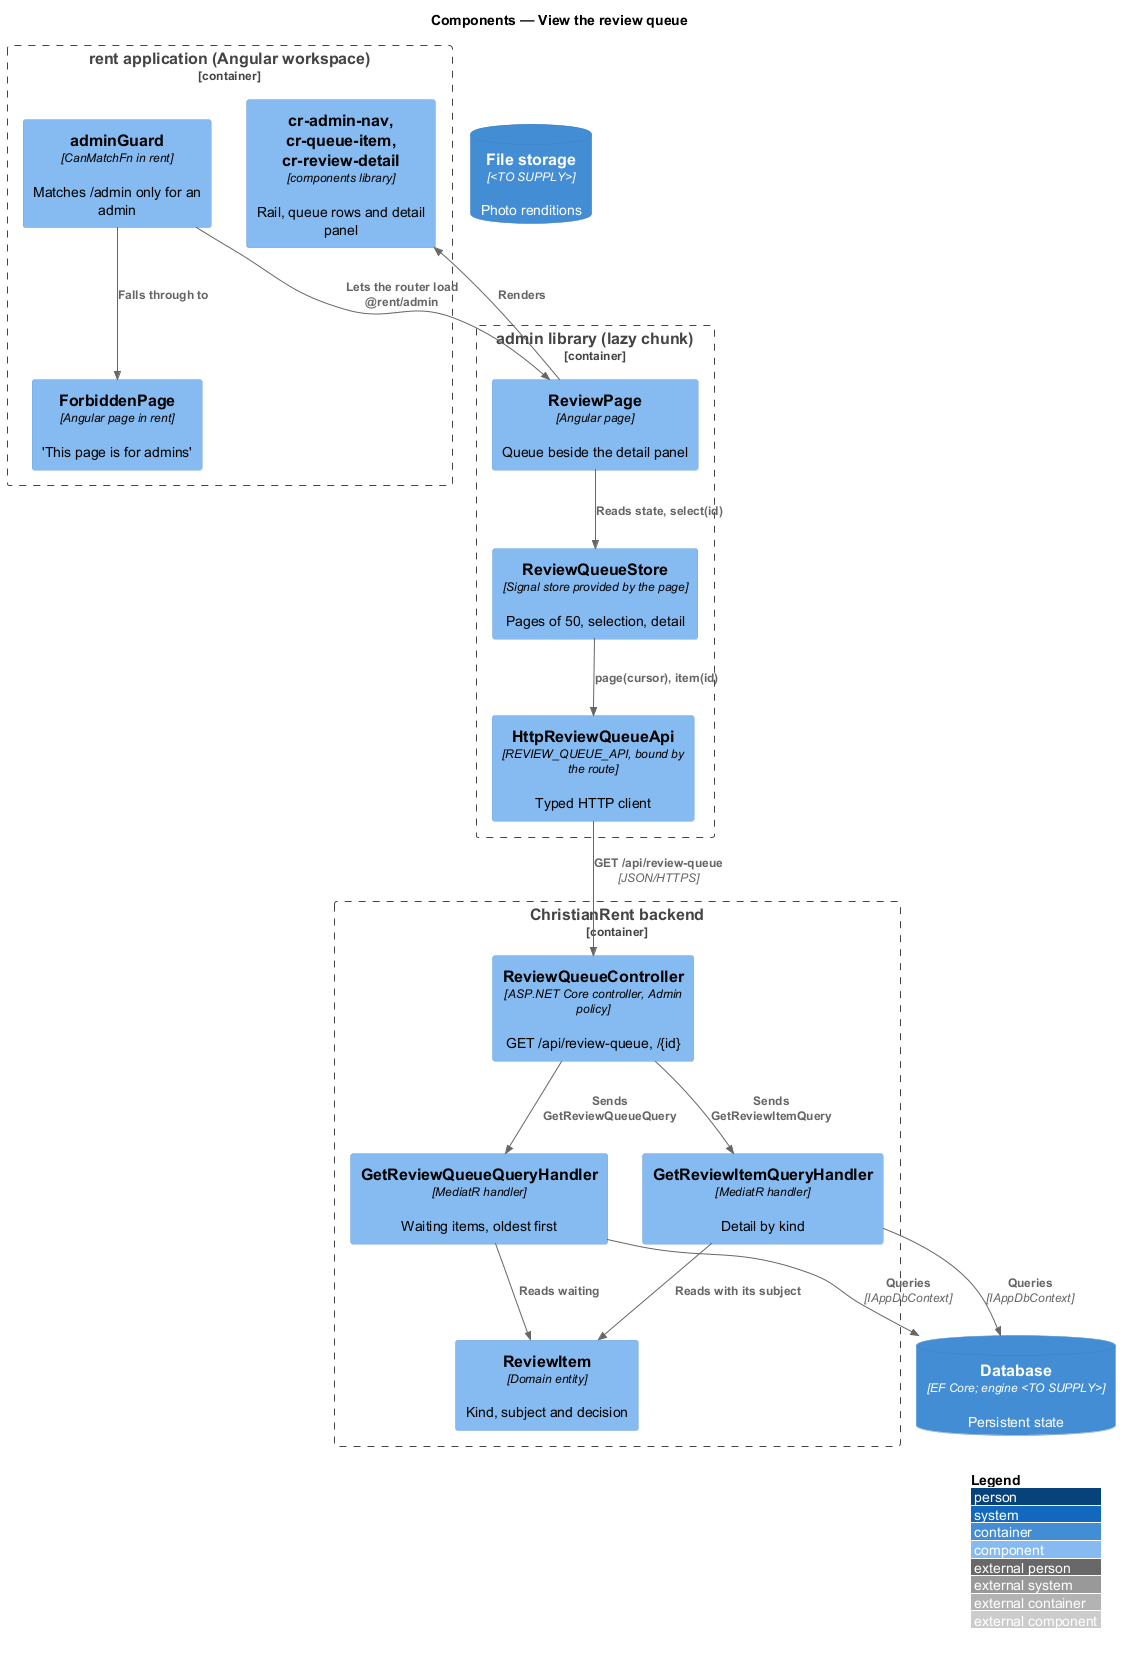 Components — View the review queue
rent application (Angular workspace)
[container]
adminGuard
[CanMatchFn in rent]
Matches /admin only for an
admin
cr-admin-nav,
cr-queue-item,
cr-review-detail
[components library]
Rail, queue rows and detail
panel
File storage
[<TO SUPPLY>]
Photo renditions
Falls through to
Lets the router load
@rent/admin
Renders
admin library (lazy chunk)
[container]
ForbiddenPage
[Angular page in rent]
'This page is for admins'
ReviewPage
[Angular page]
Queue beside the detail panel
Reads state, select(id)
ReviewQueueStore
[Signal store provided by the page]
Pages of 50, selection, detail
page(cursor), item(id)
HttpReviewQueueApi
[REVIEW_QUEUE_API, bound by
the route]
Typed HTTP client
GET /api/review-queue
[JSON/HTTPS]
ChristianRent backend
[container]
ReviewQueueController
[ASP.NET Core controller, Admin
policy]
GET /api/review-queue, /{id}
Sends
GetReviewQueueQuery
Sends
GetReviewItemQuery
GetReviewQueueQueryHandler
[MediatR handler]
Waiting items, oldest first
GetReviewItemQueryHandler
[MediatR handler]
Detail by kind
Reads waiting
Reads with its subject
Queries
[IAppDbContext]
Queries
[IAppDbContext]
ReviewItem
[Domain entity]
Kind, subject and decision
Database
[EF Core; engine <TO SUPPLY>]
Persistent state
Legend
person
system
container
component
external person
external system
external container
external component